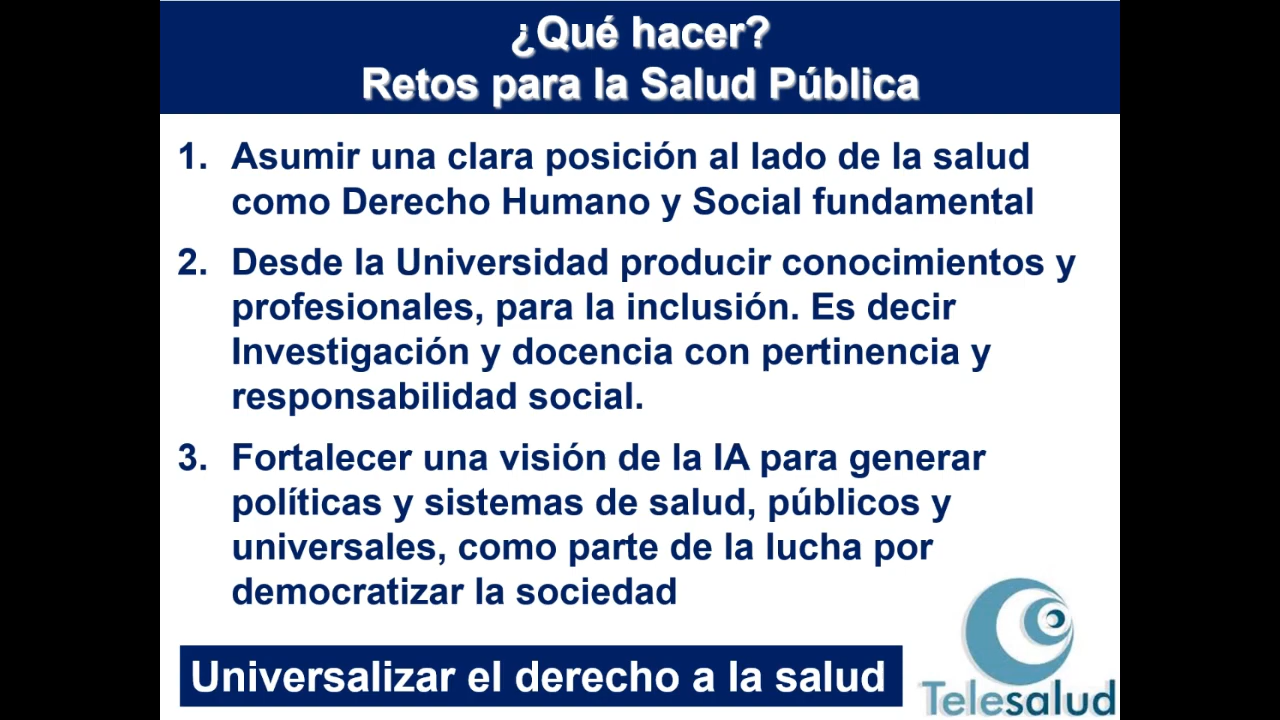 ¿Qué hacer?
Retos para la Salud Pública
1. Asumir una clara posición al lado de la salud
como Derecho Humano y Social fundamental
2. Desde la Universidad producir conocimientos y
profesionales, para la inclusión. Es decir
Investigación y docencia con pertinencia y
responsabilidad social.
3. Fortalecer una visión de la IA para generar
políticas y sistemas de salud, públicos y
universales, como parte de la lucha por
democratizar la sociedad
Universalizar el derecho a la salud
Telesalud